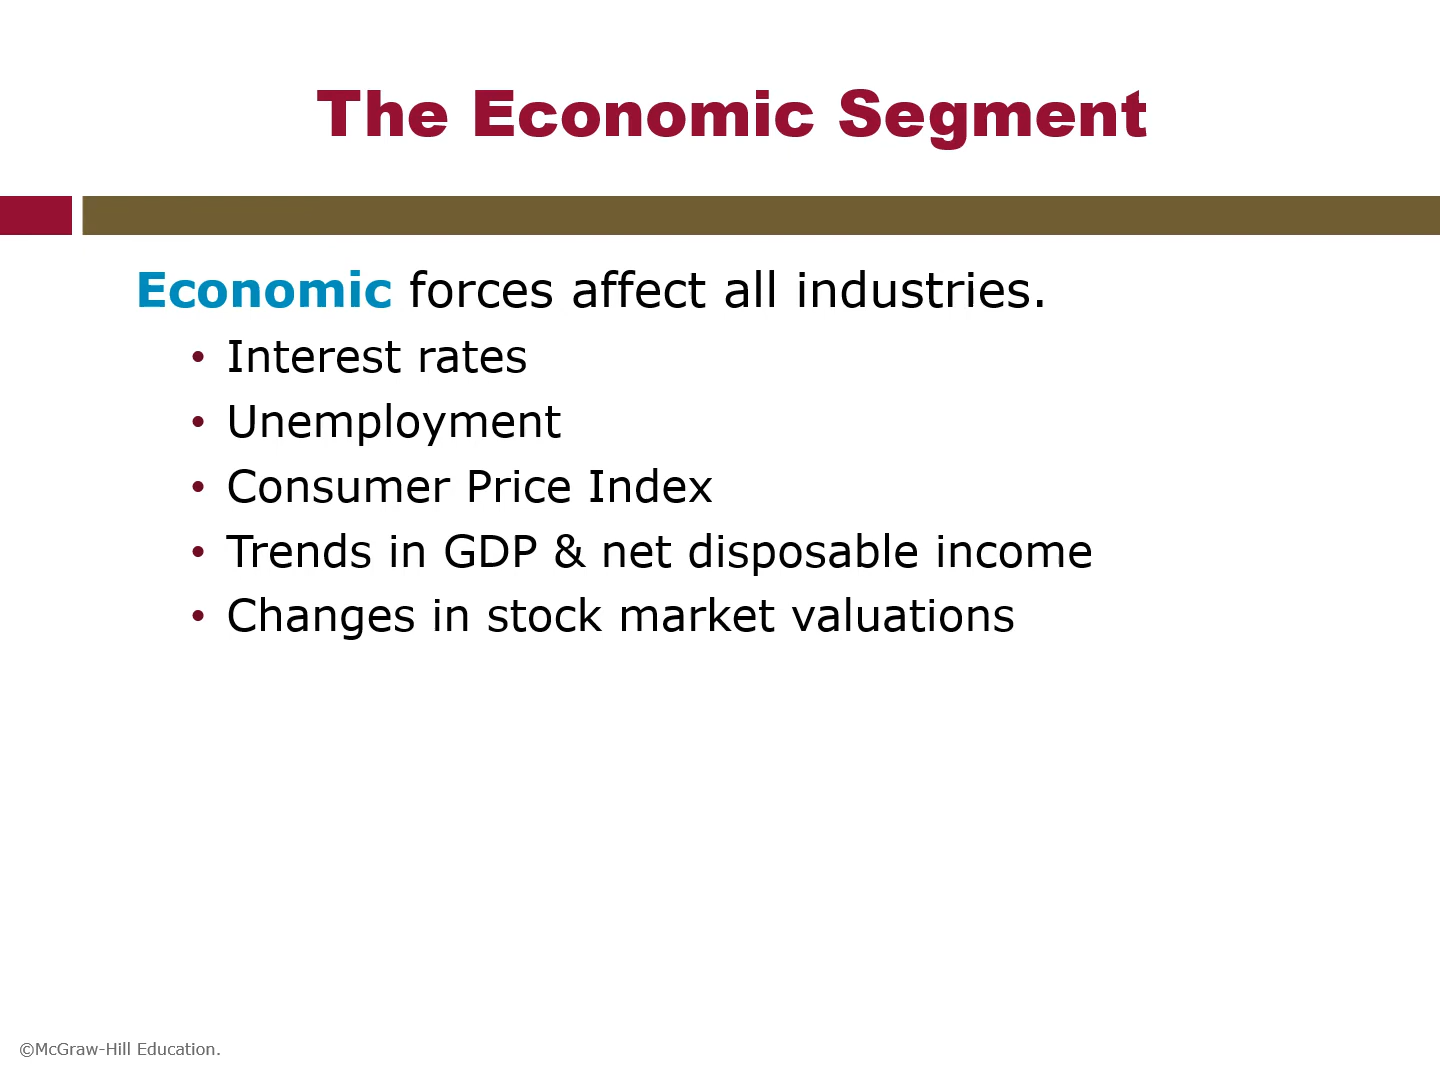 The Economic Segment
Economic forces affect all industries.
• Interest rates
• Unemployment
• Consumer Price Index
• Trends in GDP & net disposable income
• Changes in stock market valuations
©McGraw-Hill Education.